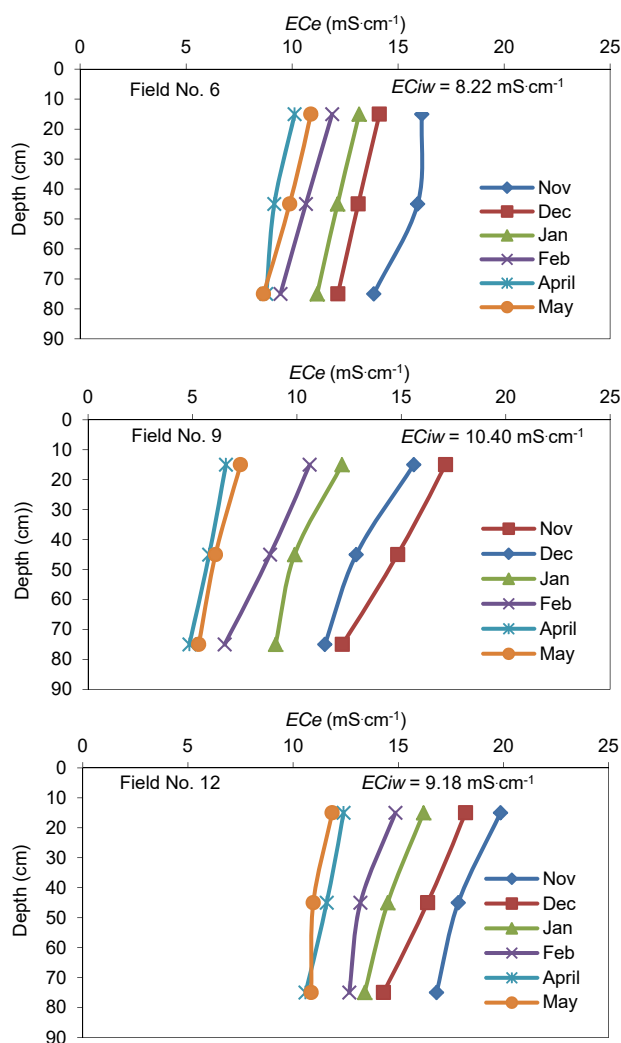 ECe (mS·cm⁻¹)
0 5 10 15 20 25
0
10
20
30
40
50
60
70
80
90
Depth (cm)
Field No. 6
ECiw = 8.22 mS·cm⁻¹
Nov
Dec
Jan
Feb
April
May
ECe (mS·cm⁻¹)
0 5 10 15 20 25
0
10
20
30
40
50
60
70
80
90
Depth (cm))
Field No. 9
ECiw = 10.40 mS·cm⁻¹
Nov
Dec
Jan
Feb
April
May
ECe (mS·cm⁻¹)
0 5 10 15 20 25
0
10
20
30
40
50
60
70
80
90
Depth (cm)
Field No. 12
ECiw = 9.18 mS·cm⁻¹
Nov
Dec
Jan
Feb
April
May